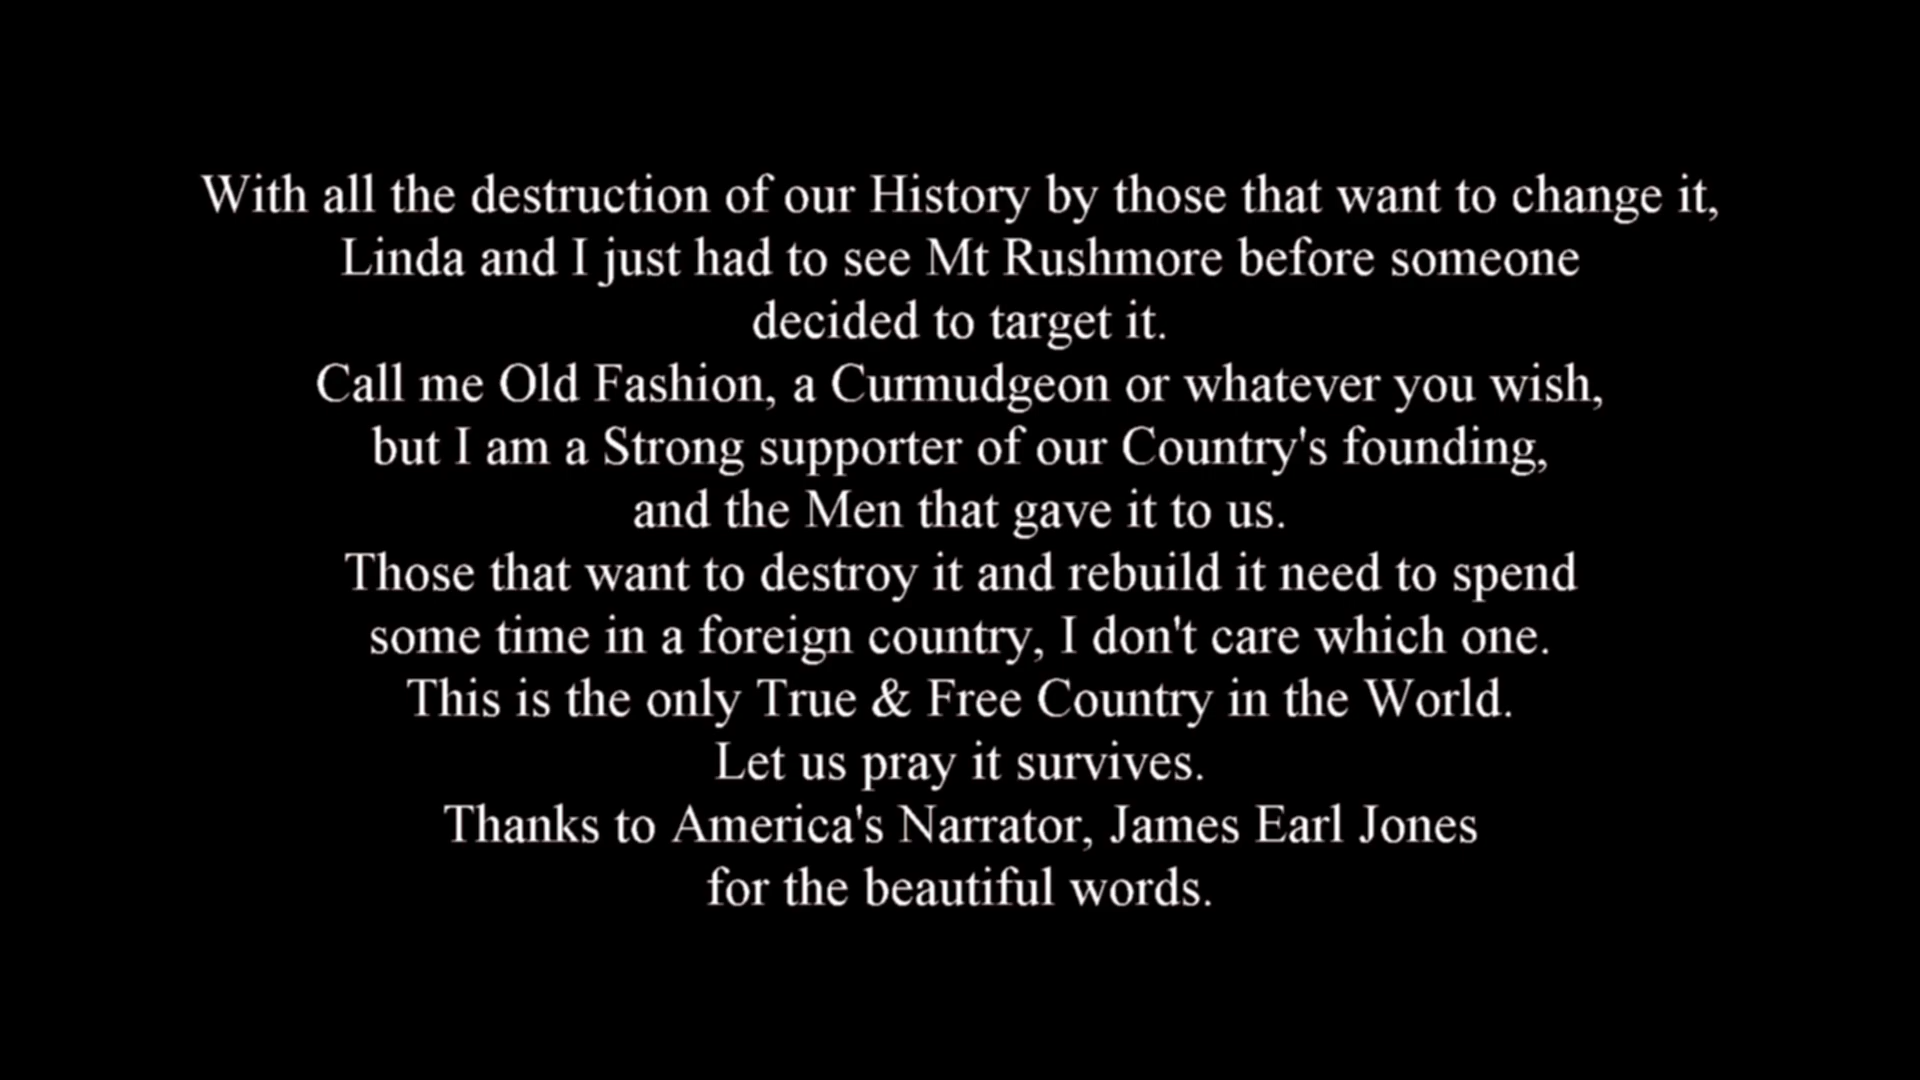 With all the destruction of our History by those that want to change it,
Linda and I just had to see Mt Rushmore before someone
decided to target it.
Call me Old Fashion, a Curmudgeon or whatever you wish,
but I am a Strong supporter of our Country's founding,
and the Men that gave it to us.
Those that want to destroy it and rebuild it need to spend
some time in a foreign country, I don't care which one.
This is the only True & Free Country in the World.
Let us pray it survives.
Thanks to America's Narrator, James Earl Jones
for the beautiful words.